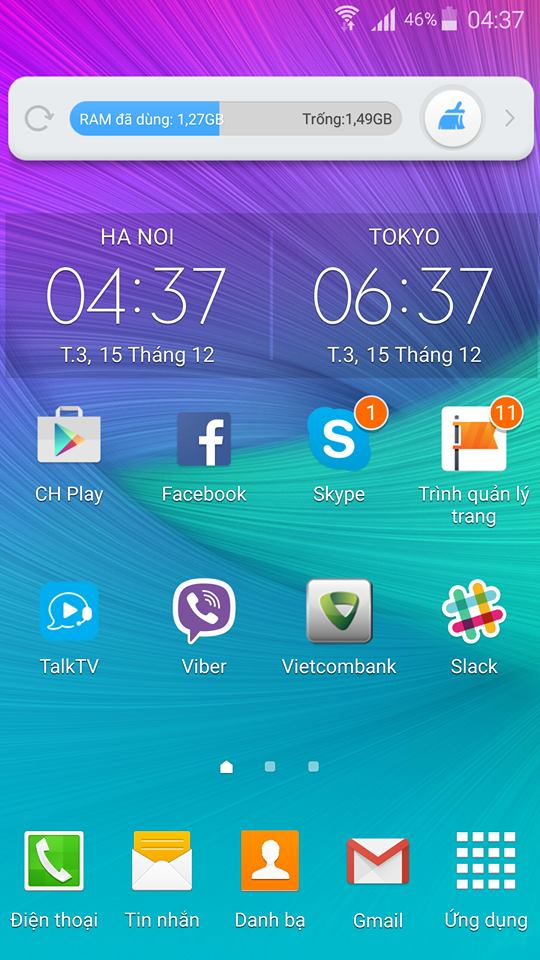 46% 04:37
RAM đã dùng: 1,27GB Trống:1,49GB
HA NOI TOKYO
04:37 06:37
T.3, 15 Tháng 12 T.3, 15 Tháng 12
1 11
CH Play Facebook Skype Trình quản lý
trang
TalkTV Viber Vietcombank Slack
Điện thoại Tin nhắn Danh bạ Gmail Ứng dụng